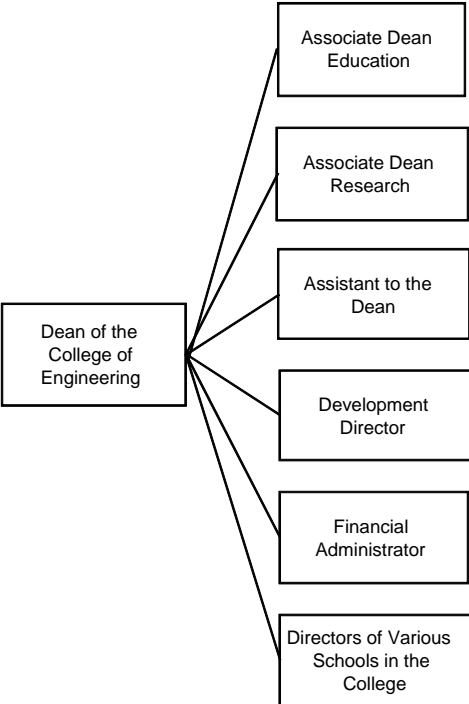 Associate Dean
Education
Associate Dean
Research
Assistant to the
Dean
Dean of the
College of
Engineering
Development
Director
Financial
Administrator
Directors of Various
Schools in the
College